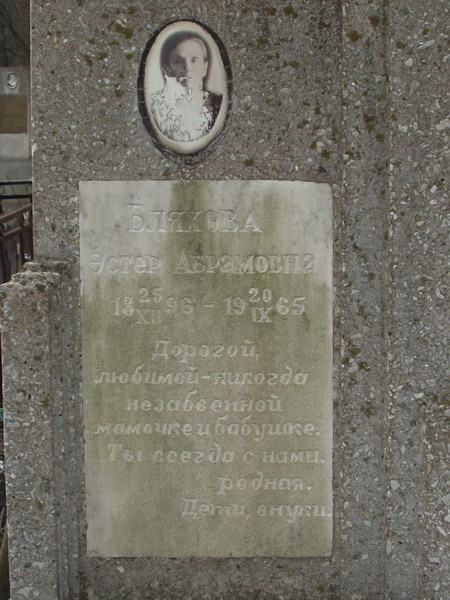 Бляхова
Эстер Абрамовна
18 25/XII 96 - 19 20/IX 65
Дорогой,
любимой-никогда
незабвенной
мамочке и бабушке.
Ты всегда с нами.
родная.
Дети, внуки.